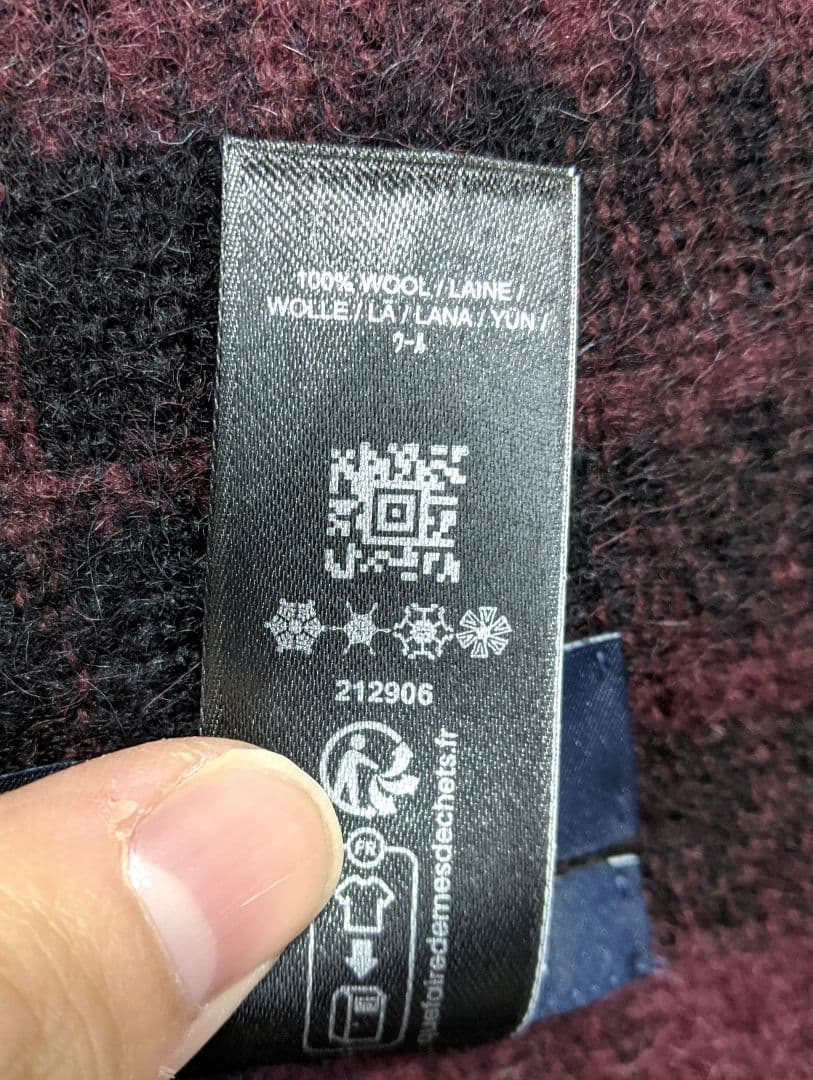 100% WOOL / LAINE /
WOLLE / LÃ / LANA / YÜN /
ウール
212906
FR
quefairedemesdechets.fr